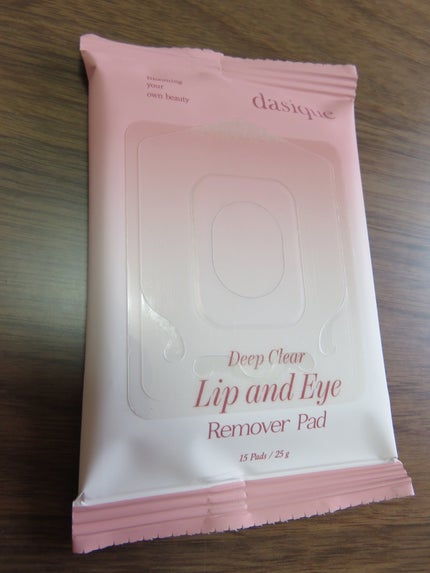 blooming
your
own beauty
dasique
Deep Clear
Lip and Eye
Remover Pad
15 Pads / 25 g